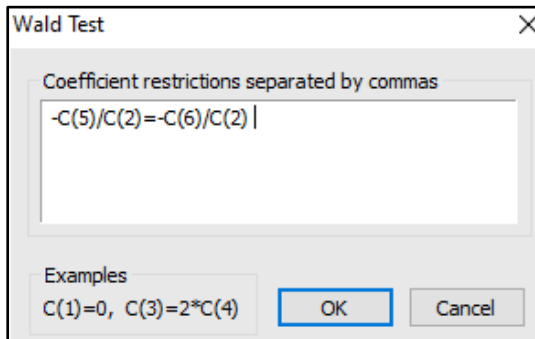 Wald Test
Coefficient restrictions separated by commas
-C(5)/C(2)=-C(6)/C(2)
Examples
C(1)=0, C(3)=2*C(4)
OK
Cancel